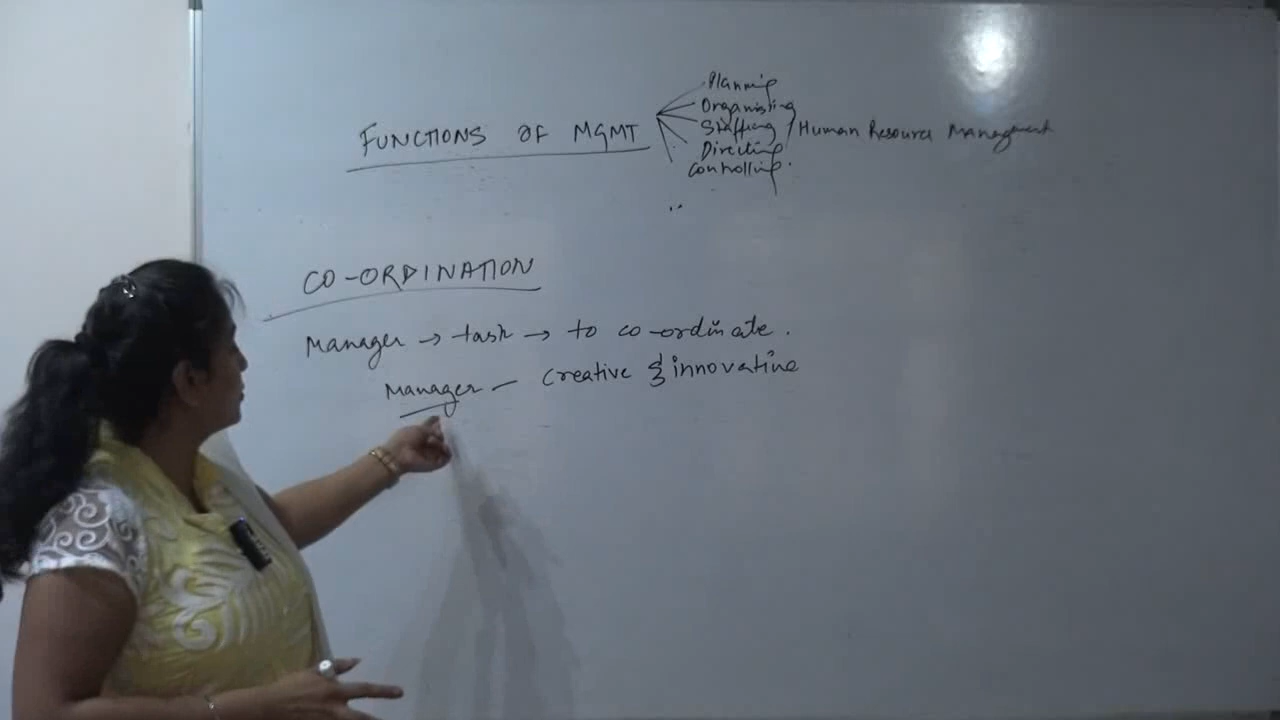 Planning
Organising
FUNCTIONS OF MGMT
Staffing
Human Resource Management
Directing
Controlling.
CO-ORDINATION
Manager → task → to co-ordinate.
Manager - creative & innovative